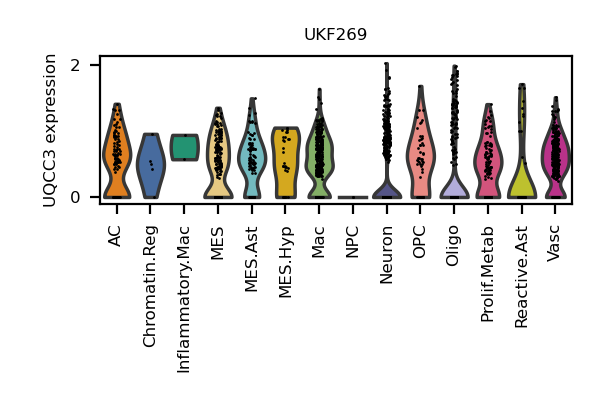 UKF269
UQCC3 expression
2
0
AC
Chromatin.Reg
Inflammatory.Mac
MES
MES.Ast
MES.Hyp
Mac
NPC
Neuron
OPC
Oligo
Prolif.Metab
Reactive.Ast
Vasc